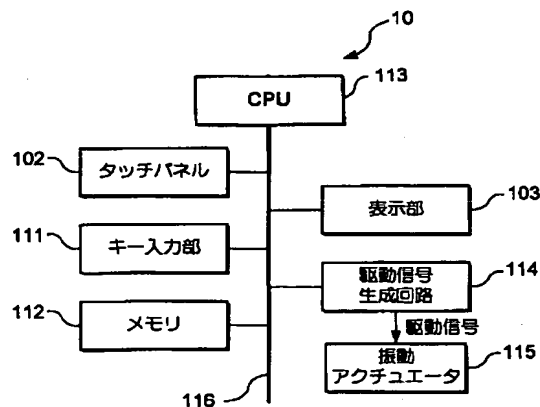 10
113
CPU
102
タッチパネル
103
表示部
111
キー入力部
114
駆動信号
生成回路
112
メモリ
駆動信号
振動
アクチュエータ
115
116